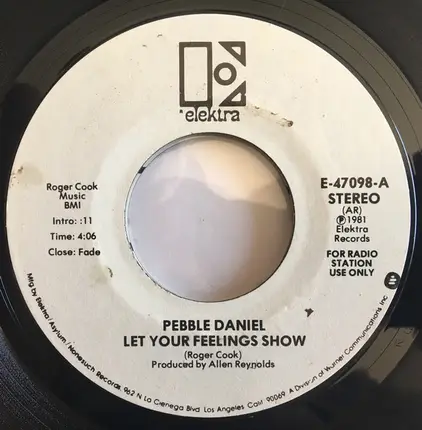 elektra
Roger Cook
Music
BMI
Intro: :11
Time: 4:06
Close: Fade
E-47098-A
STEREO
(AR)
Ⓟ1981
Elektra
Records
FOR RADIO
STATION
USE ONLY
PEBBLE DANIEL
LET YOUR FEELINGS SHOW
(Roger Cook)
Produced by Allen Reynolds
Mfg by Elektra/Asylum/Nonesuch Records, 962 N La Cienega Blvd Los Angeles Calif 90069 A Division of Warner Communications Inc